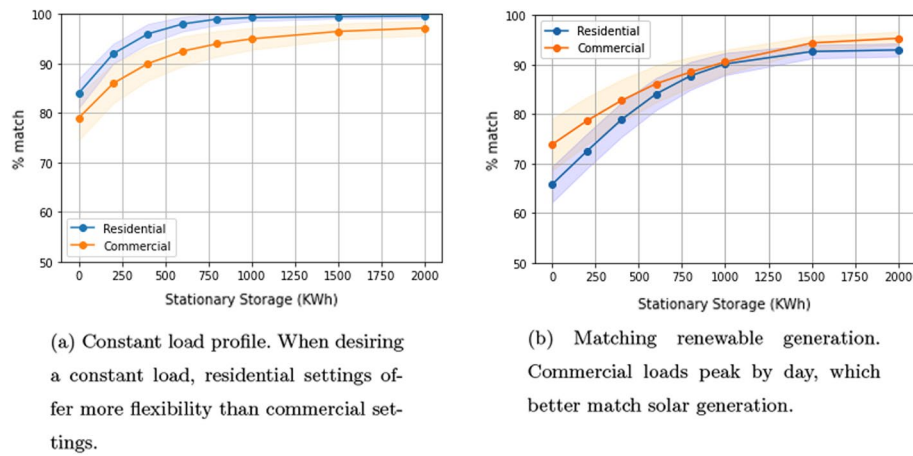 100
90
80
70
60
50
% match
Residential
Commercial
0 250 500 750 1000 1250 1500 1750 2000
Stationary Storage (KWh)
(a) Constant load profile. When desiring
a constant load, residential settings of-
fer more flexibility than commercial set-
tings.
100
90
80
70
60
50
% match
Residential
Commercial
0 250 500 750 1000 1250 1500 1750 2000
Stationary Storage (KWh)
(b) Matching renewable generation.
Commercial loads peak by day, which
better match solar generation.